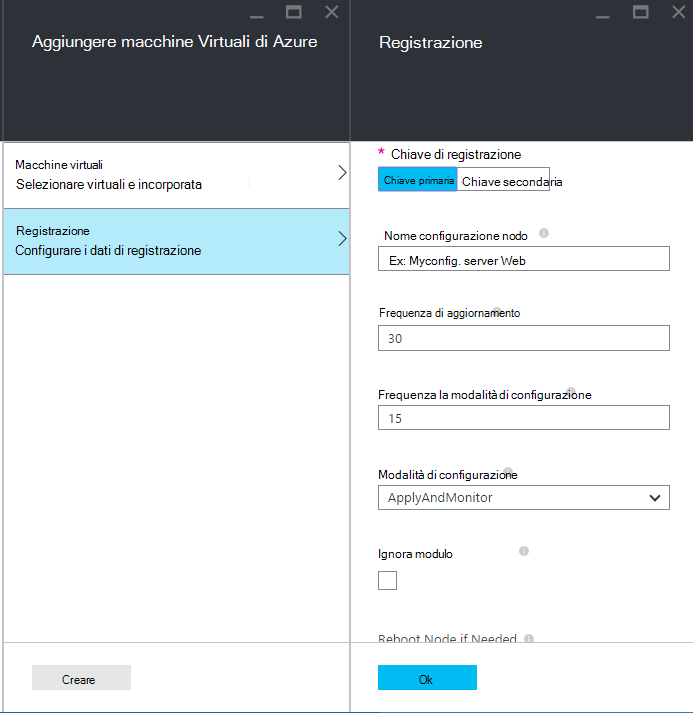 Aggiungere macchine Virtuali di Azure
Macchine virtuali
Selezionare virtuali e incorporata
Registrazione
Configurare i dati di registrazione
Creare
Registrazione
* Chiave di registrazione
Chiave primaria Chiave secondaria
Nome configurazione nodo
Ex: Myconfig. server Web
Frequenza di aggiornamento
30
Frequenza la modalità di configurazione
15
Modalità di configurazione
ApplyAndMonitor
Ignora modulo
Reboot Node if Needed
Ok